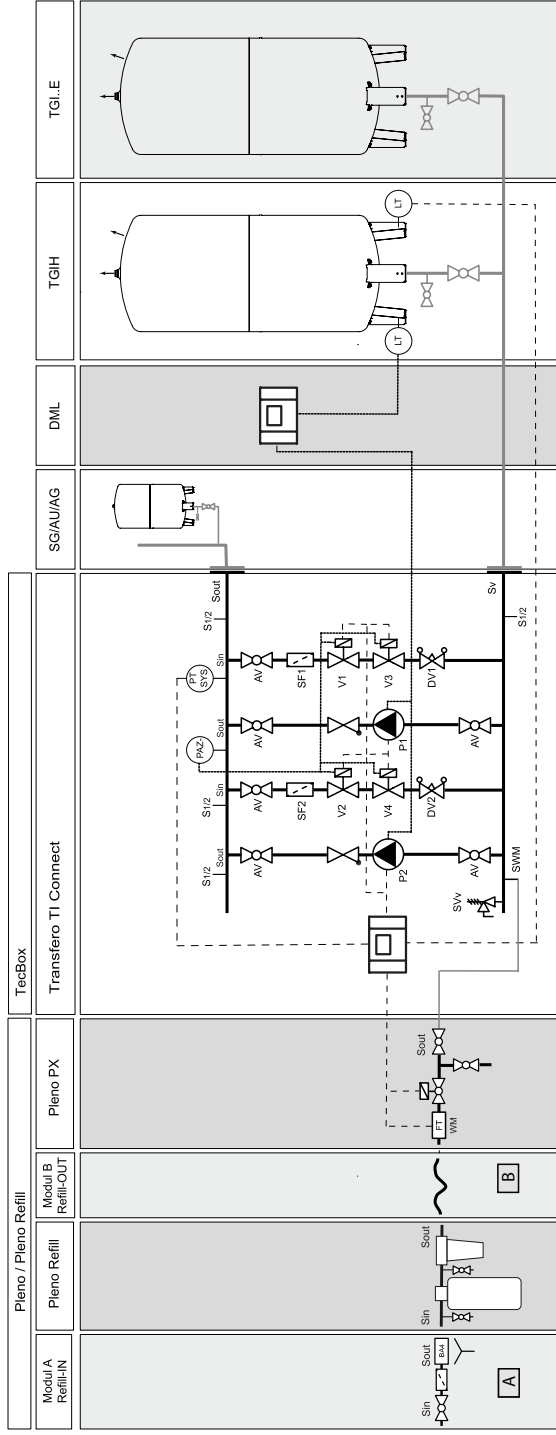 Pleno / Pleno Refill
TecBox
Modul A
Refill-IN
Pleno Refill
Modul B
Refill-OUT
Pleno PX
Transfero TI Connect
SG/AU/AG
DML
TGIH
TGI..E
Sin
Sout
BA4
A
Sin
Sout
B
FT
WM
Sout
S1/2
Sout
S1/2
Sin
PAZ-
Sout
PT
SYS
Sin
S1/2
Sout
AV
AV
AV
AV
SF2
SF1
V2
V1
P2
V4
P1
V3
DV2
DV1
AV
AV
SVv
SWM
S1/2
Sv
LT
LT